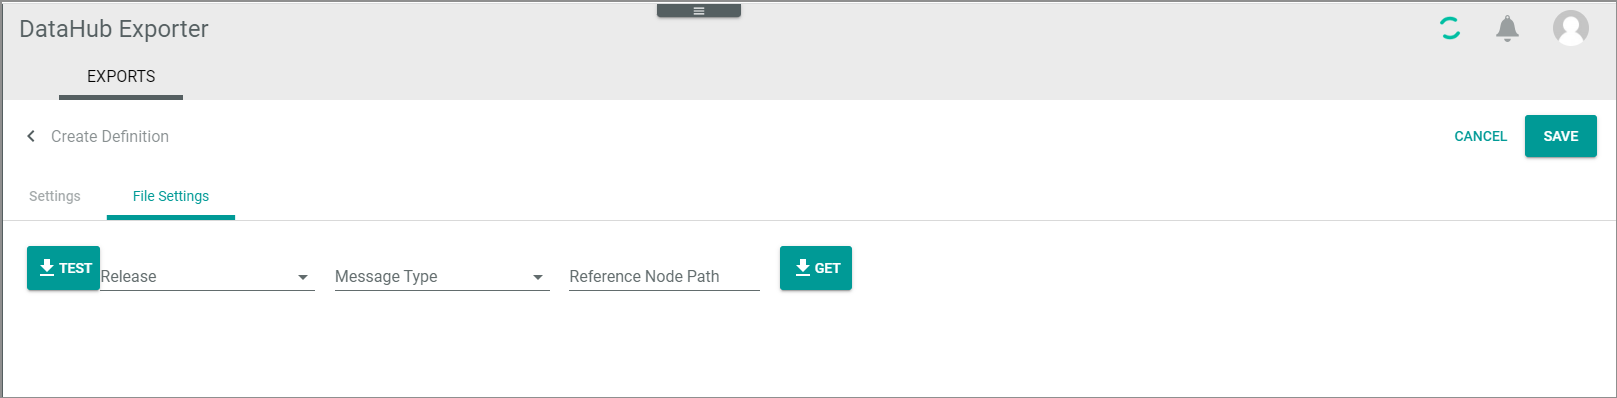 DataHub Exporter
EXPORTS
Create Definition
CANCEL
SAVE
Settings
File Settings
TEST
Release
Message Type
Reference Node Path
GET